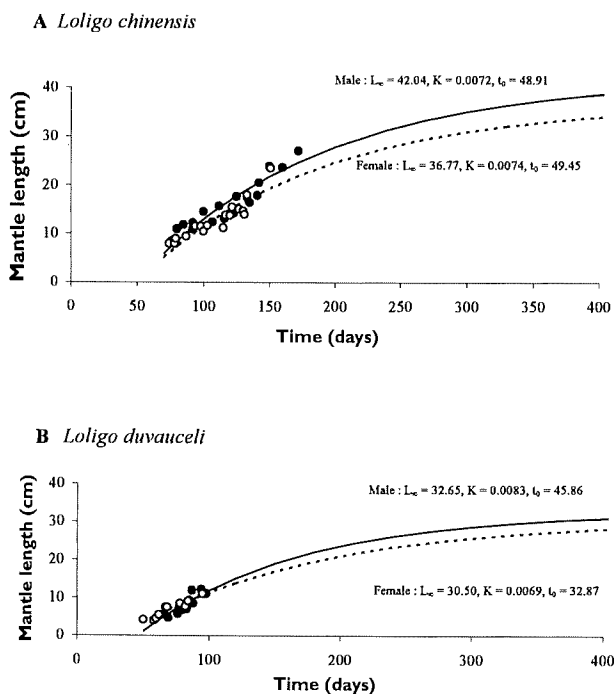 A Loligo chinensis
Male : L∞ = 42.04, K = 0.0072, t₀ = 48.91
Female : L∞ = 36.77, K = 0.0074, t₀ = 49.45
Mantle length (cm)
40
30
20
10
0
0 50 100 150 200 250 300 350 400
Time (days)
B Loligo duvauceli
Male : L∞ = 32.65, K = 0.0083, t₀ = 45.86
Female : L∞ = 30.50, K = 0.0069, t₀ = 32.87
Mantle length (cm)
40
30
20
10
0
0 100 200 300 400
Time (days)